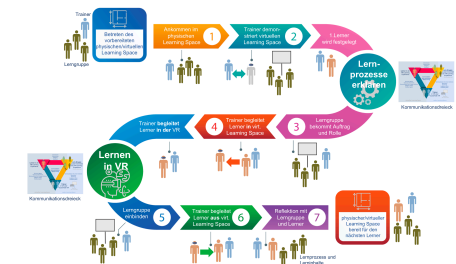 Trainer
Betreten des
vorbereiteten
physischen/virtuellen
Learning Space
Lerngruppe
Ankommen im
physischen
Learning Space
1
Trainer demon-
striert virtuellen
Learning Space
2
1. Lerner
wird
Lern-
prozesse
erklären
Kommunikationsdreieck
Trainer begleitet
Lerner in der VR
4
Trainer begleitet
Lerner in virt.
Learning Space
3
Lerngruppe
bekommt Auftrag
und Rolle
Lernen
in VR
Kommunikationsdreieck
Lerngruppe
einbinden
5
Trainer begleitet
Lerner aus virt.
Learning Space
6
Reflektion mit
Lerngruppe
und Lerner
7
physischer/virtueller
Learning Space
bereit für den
nächsten Lerner
Lernprozess und
Lerninhalte